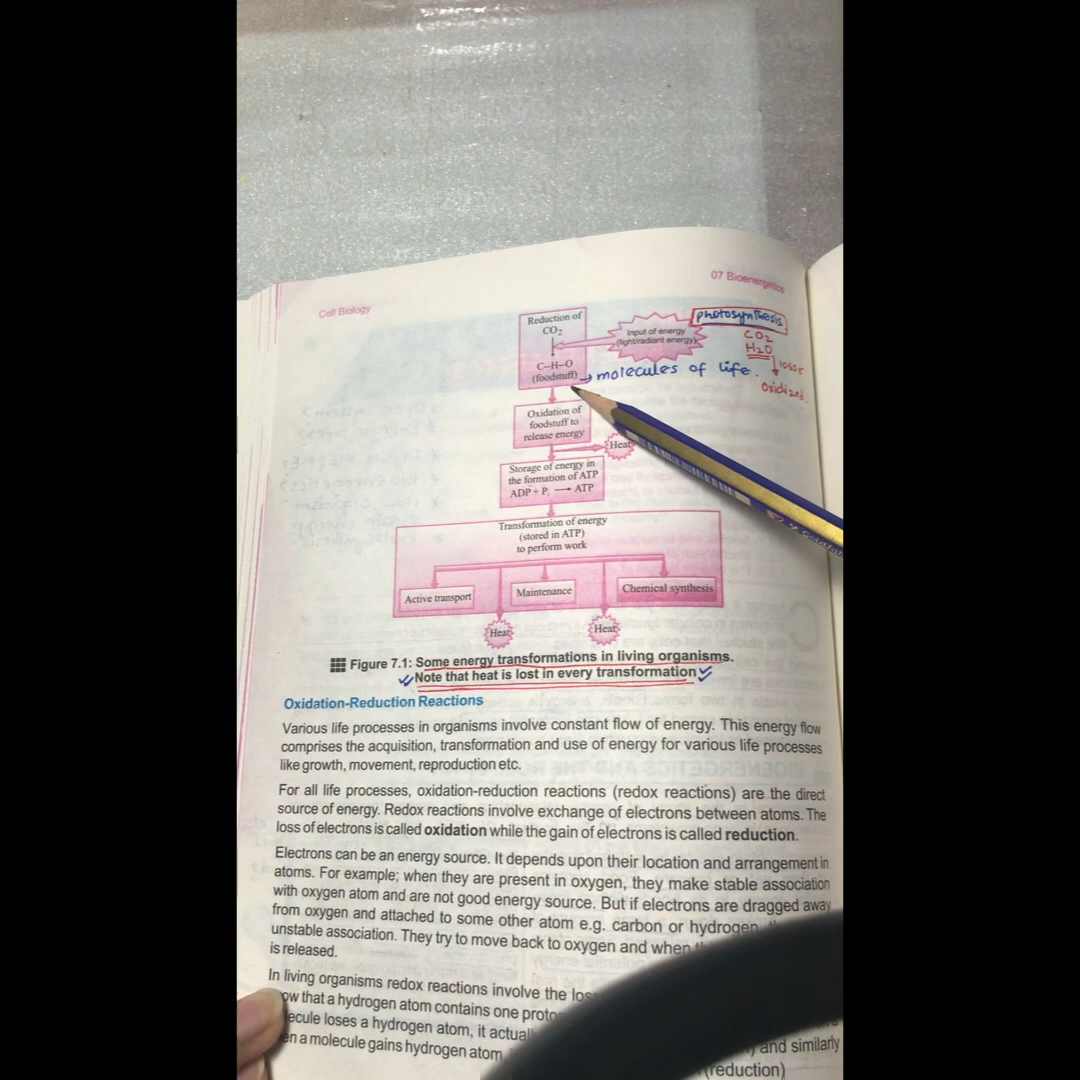 07 Bioenergetics
Cell Biology
Reduction of
CO₂
C–H–O
(foodstuff)
Input of energy
(light/radiant energy)
photosynthesis
CO₂
H₂O
losse
Oxidized.
→ molecules of life.
Oxidation of
foodstuff to
release energy
Heat
Storage of energy in
the formation of ATP
ADP + Pᵢ → ATP
Transformation of energy
(stored in ATP)
to perform work
Active transport
Maintenance
Chemical synthesis
Heat
Heat
Figure 7.1: Some energy transformations in living organisms.
Note that heat is lost in every transformation
Oxidation-Reduction Reactions
Various life processes in organisms involve constant flow of energy. This energy flow
comprises the acquisition, transformation and use of energy for various life processes
like growth, movement, reproduction etc.
For all life processes, oxidation-reduction reactions (redox reactions) are the direct
source of energy. Redox reactions involve exchange of electrons between atoms. The
loss of electrons is called oxidation while the gain of electrons is called reduction.
Electrons can be an energy source. It depends upon their location and arrangement in
atoms. For example; when they are present in oxygen, they make stable association
with oxygen atom and are not good energy source. But if electrons are dragged away
from oxygen and attached to some other atom e.g. carbon or hydrogen,
unstable association. They try to move back to oxygen and when
is released.
In living organisms redox reactions involve the
that a hydrogen atom contains one
loses a hydrogen atom, it
a molecule gains hydrogen atom
and similarly
(reduction)